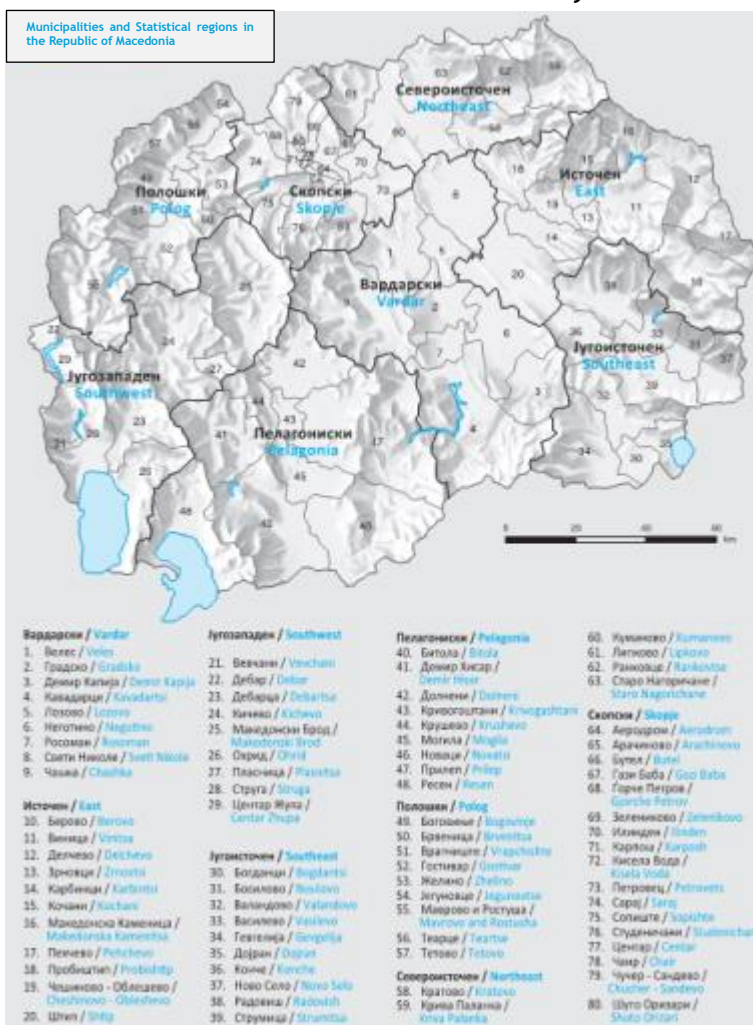 Municipalities and Statistical regions in
the Republic of Macedonia
Североисточен
Northeast
Источен
East
Полошки
Polog
Скопски
Skopje
Вардарски
Vardar
Југоисточен
Southeast
Југозападен
Southwest
Пелагониски
Pelagonia
0 20 40 60
km
Вардарски / Vardar
1. Велес / Veles
2. Градско / Gradsko
3. Демир Капија / Demir Kapija
4. Кавадарци / Kavadartsi
5. Лозово / Lozovo
6. Неготино / Negotino
7. Росоман / Rosoman
8. Свети Николе / Sveti Nikole
9. Чашка / Chashka
Источен / East
10. Берово / Berovo
11. Виница / Vinitsa
12. Делчево / Delchevo
13. Зрновци / Zrnovtsi
14. Карбинци / Karbintsi
15. Кочани / Kochani
16. Македонска Каменица /
Makedonska Kamenitsa
17. Пехчево / Pehchevo
18. Пробиштип / Probishtip
19. Чешиново - Облешево /
Cheshinovo - Obleshevo
20. Штип / Shtip
Југозападен / Southwest
21. Вевчани / Vevchani
22. Дебар / Debar
23. Дебарца / Debartsa
24. Кичево / Kichevo
25. Македонски Брод /
Makedonski Brod
26. Охрид / Ohrid
27. Пласница / Plasnitsa
28. Струга / Struga
29. Центар Жупа /
Centar Zhupa
Југоисточен / Southeast
30. Богданци / Bogdantsi
31. Босилово / Bosilovo
32. Валандово / Valandovo
33. Василево / Vasilevo
34. Гевгелија / Gevgelija
35. Дојран / Dojran
36. Конче / Konche
37. Ново Село / Novo Selo
38. Радовиш / Radovish
39. Струмица / Strumitsa
Пелагониски / Pelagonia
40. Битола / Bitola
41. Демир Хисар /
Demir Hisar
42. Долнени / Dolneni
43. Кривогаштани / Krivogashtani
44. Крушево / Krushevo
45. Могила / Mogila
46. Новаци / Novatsi
47. Прилеп / Prilep
48. Ресен / Resen
Полошки / Polog
49. Боговиње / Bogovinje
50. Брвеница / Brvenitsa
51. Врапчиште / Vrapchishte
52. Гостивар / Gostivar
53. Желино / Zhelino
54. Јегуновце / Jegunovtse
55. Маврово и Ростуша /
Mavrovo and Rostusha
56. Теарце / Teartse
57. Тетово / Tetovo
Североисточен / Northeast
58. Кратово / Kratovo
59. Крива Паланка /
Kriva Palanka
60. Куманово / Kumanovo
61. Липково / Lipkovo
62. Ранковце / Rankovtse
63. Старо Нагоричане /
Staro Nagorichane
Скопски / Skopje
64. Аеродром / Aerodrom
65. Арачиново / Arachinovo
66. Бутел / Butel
67. Гази Баба / Gazi Baba
68. Ѓорче Петров /
Gjorche Petrov
69. Зелениково / Zelenikovo
70. Илинден / Ilinden
71. Карпош / Karposh
72. Кисела Вода /
Kisela Voda
73. Петровец / Petrovets
74. Сарај / Saraj
75. Сопиште / Sopishte
76. Студеничани / Studenichani
77. Центар / Centar
78. Чаир / Chair
79. Чучер - Сандево /
Chucher - Sandevo
80. Шуто Оризари /
Shuto Orizari